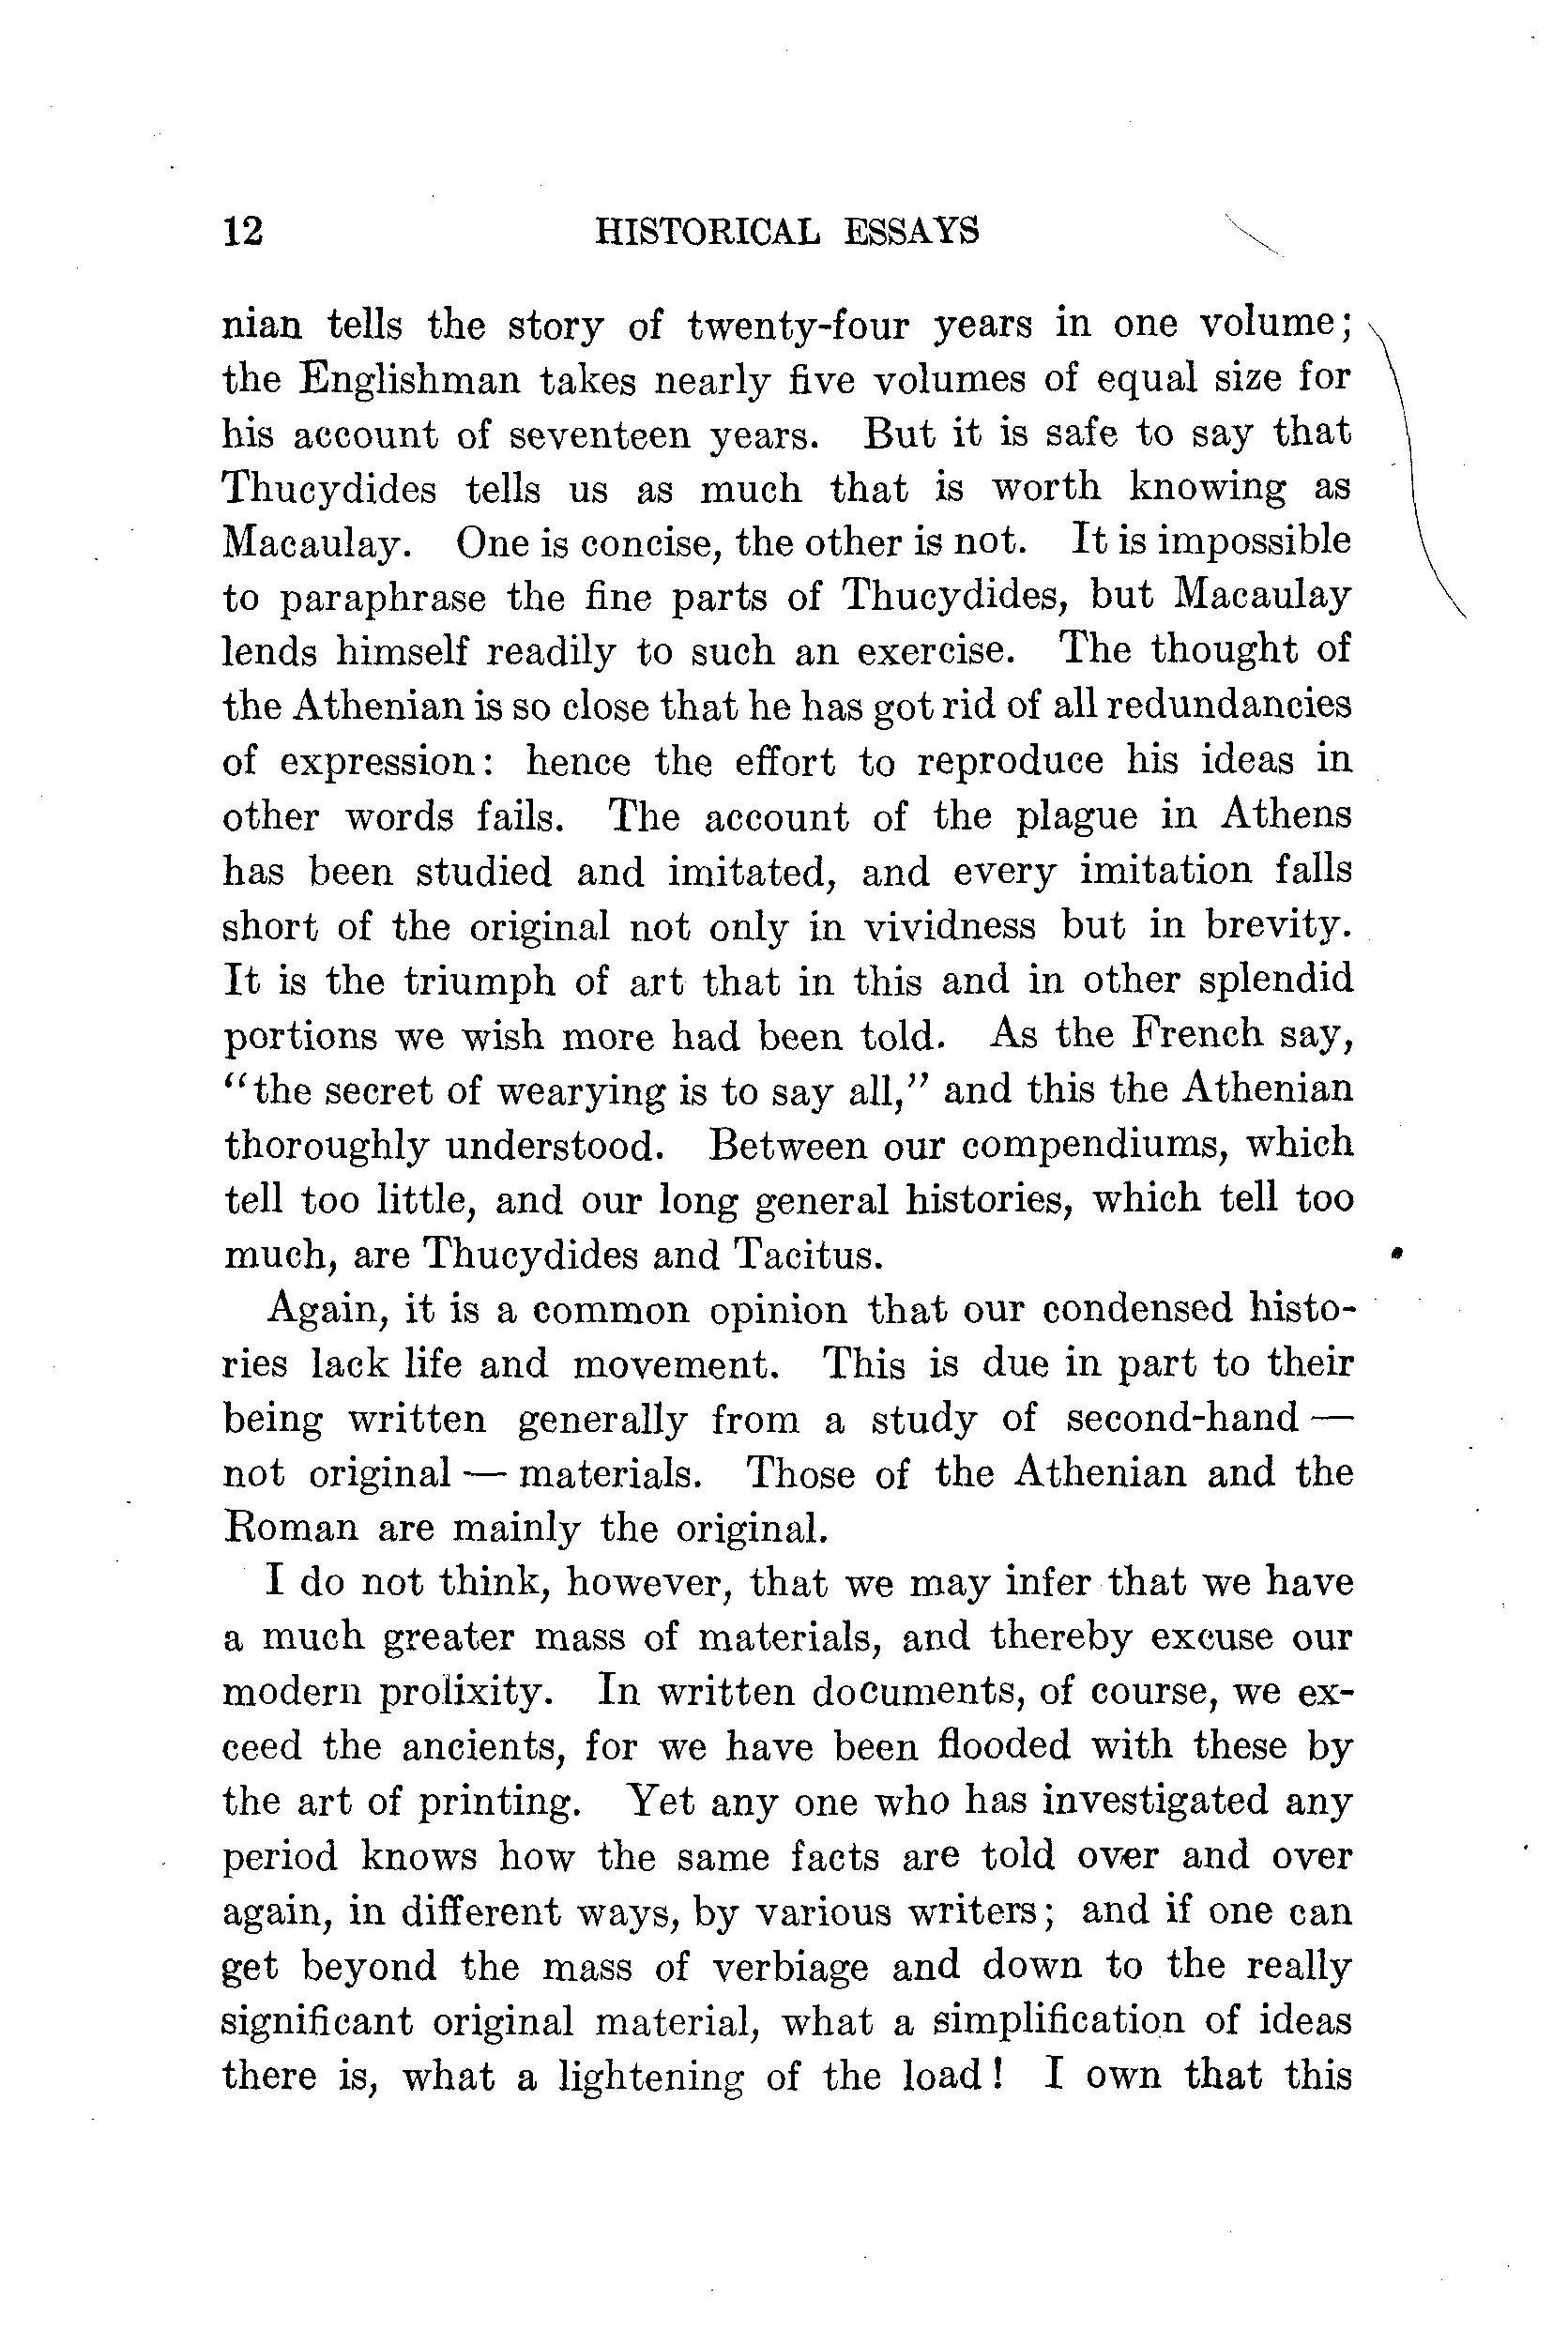 12 HISTORICAL ESSAYS
nian tells the story of twenty-four years in one volume;
the Englishman takes nearly five volumes of equal size for
his account of seventeen years. But it is safe to say that
Thucydides tells us as much that is worth knowing as
Macaulay. One is concise, the other is not. It is impossible
to paraphrase the fine parts of Thucydides, but Macaulay
lends himself readily to such an exercise. The thought of
the Athenian is so close that he has got rid of all redundancies
of expression: hence the effort to reproduce his ideas in
other words fails. The account of the plague in Athens
has been studied and imitated, and every imitation falls
short of the original not only in vividness but in brevity.
It is the triumph of art that in this and in other splendid
portions we wish more had been told. As the French say,
“the secret of wearying is to say all,” and this the Athenian
thoroughly understood. Between our compendiums, which
tell too little, and our long general histories, which tell too
much, are Thucydides and Tacitus.
Again, it is a common opinion that our condensed histo-
ries lack life and movement. This is due in part to their
being written generally from a study of second-hand —
not original — materials. Those of the Athenian and the
Roman are mainly the original.
I do not think, however, that we may infer that we have
a much greater mass of materials, and thereby excuse our
modern prolixity. In written documents, of course, we ex-
ceed the ancients, for we have been flooded with these by
the art of printing. Yet any one who has investigated any
period knows how the same facts are told over and over
again, in different ways, by various writers; and if one can
get beyond the mass of verbiage and down to the really
significant original material, what a simplification of ideas
there is, what a lightening of the load! I own that this